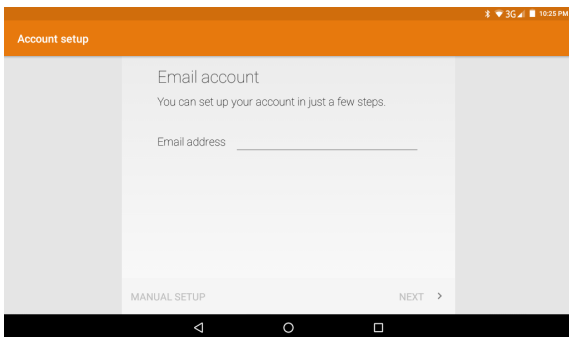 3G 10:25 PM
Account setup
Email account
You can set up your account in just a few steps.
Email address
MANUAL SETUP NEXT